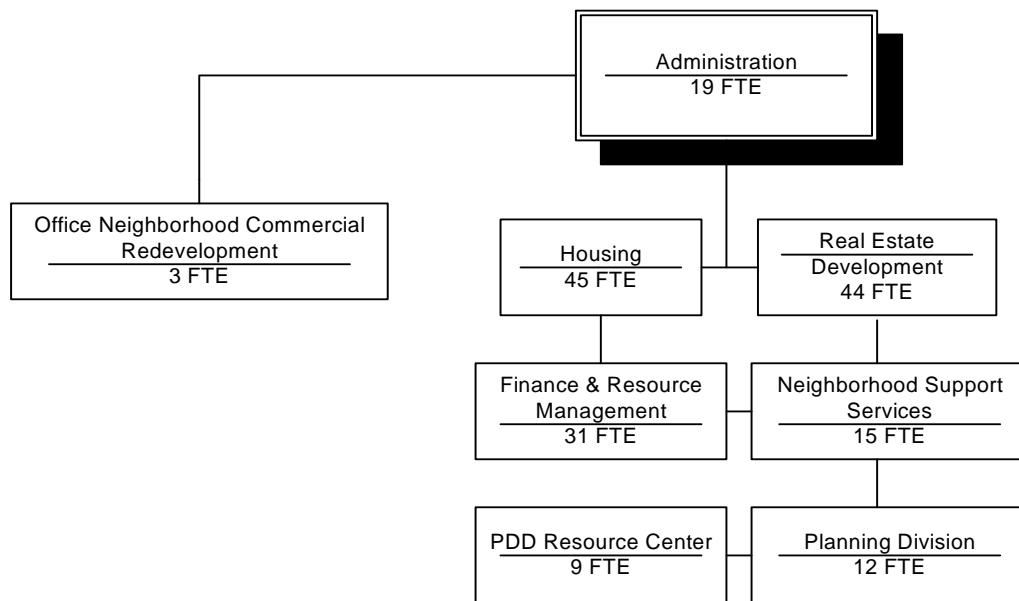 Administration
19 FTE
Office Neighborhood Commercial
Redevelopment
3 FTE
Housing
45 FTE
Real Estate
Development
44 FTE
Finance & Resource
Management
31 FTE
Neighborhood Support
Services
15 FTE
PDD Resource Center
9 FTE
Planning Division
12 FTE